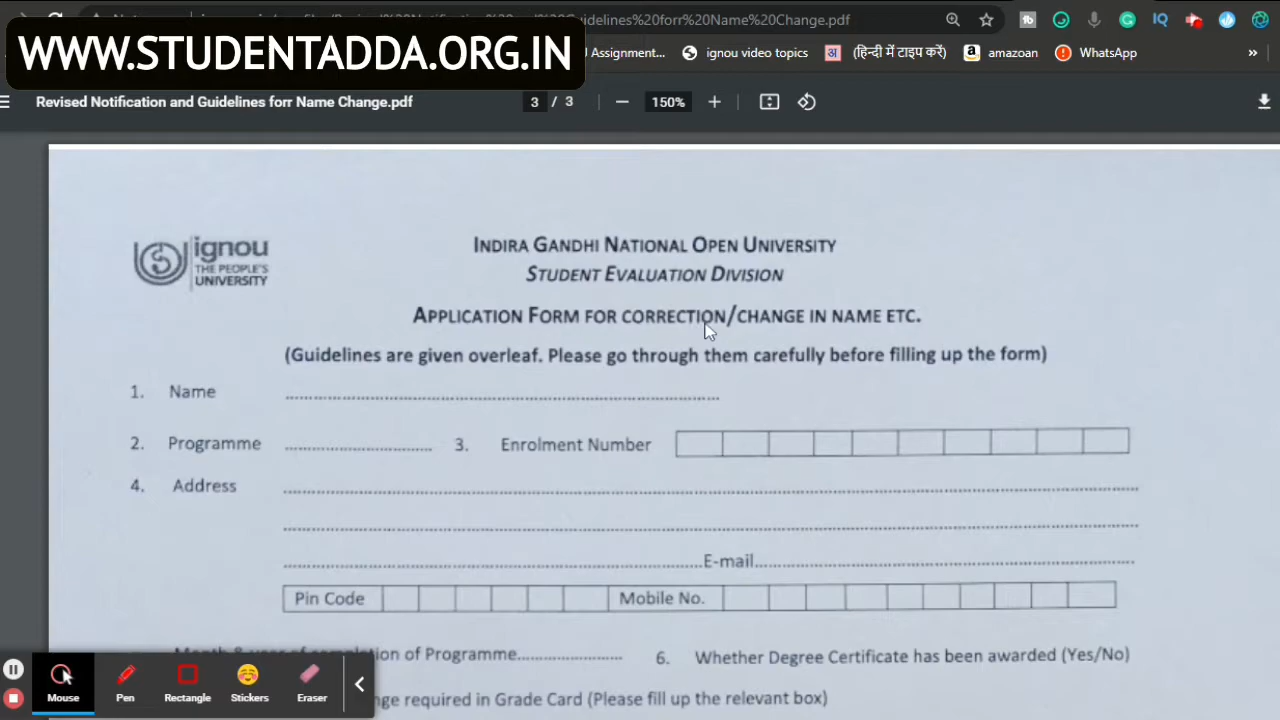 WWW.STUDENTADDA.ORG.IN
Name%20Change.pdf
Assignment...
ignou video topics
अ
(हिन्दी में टाइप करें)
a
amazoan
WhatsApp
»
IQ
Revised Notification and Guidelines forr Name Change.pdf
3 / 3
150%
ignou
THE PEOPLE'S
UNIVERSITY
INDIRA GANDHI NATIONAL OPEN UNIVERSITY
STUDENT EVALUATION DIVISION
APPLICATION FORM FOR CORRECTION/CHANGE IN NAME ETC.
(Guidelines are given overleaf. Please go through them carefully before filling up the form)
1. Name
2. Programme 3. Enrolment Number
4. Address
E-mail
Pin Code Mobile No.
of completion of Programme 6. Whether Degree Certificate has been awarded (Yes/No)
required in Grade Card (Please fill up the relevant box)
Mouse
Pen
Rectangle
Stickers
Eraser